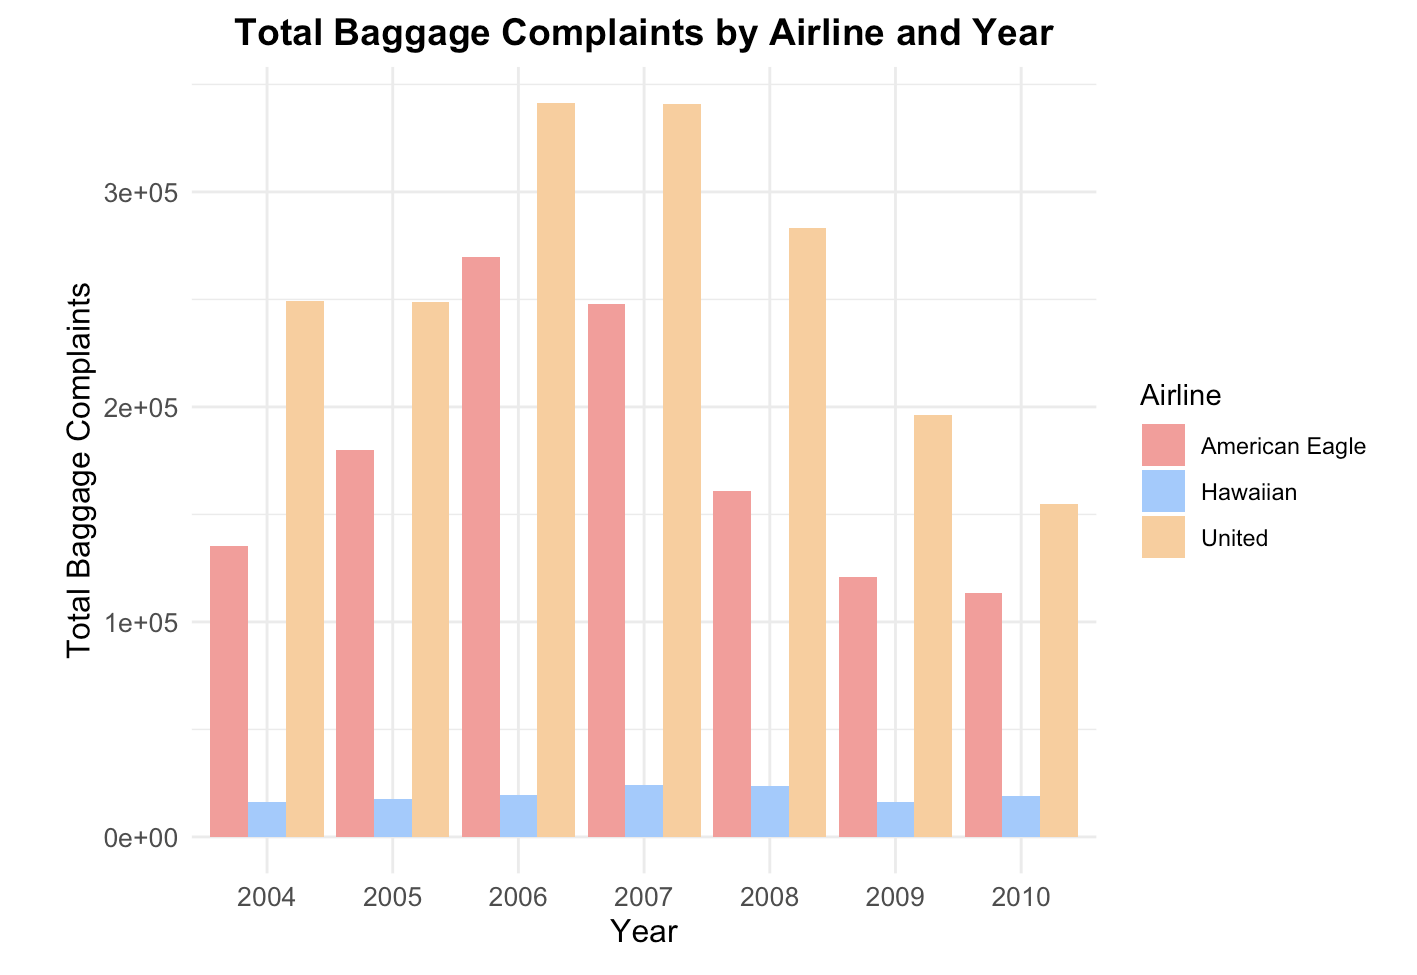 Total Baggage Complaints by Airline and Year
Total Baggage Complaints
3e+05
2e+05
1e+05
0e+00
2004 2005 2006 2007 2008 2009 2010
Year
Airline
American Eagle
Hawaiian
United